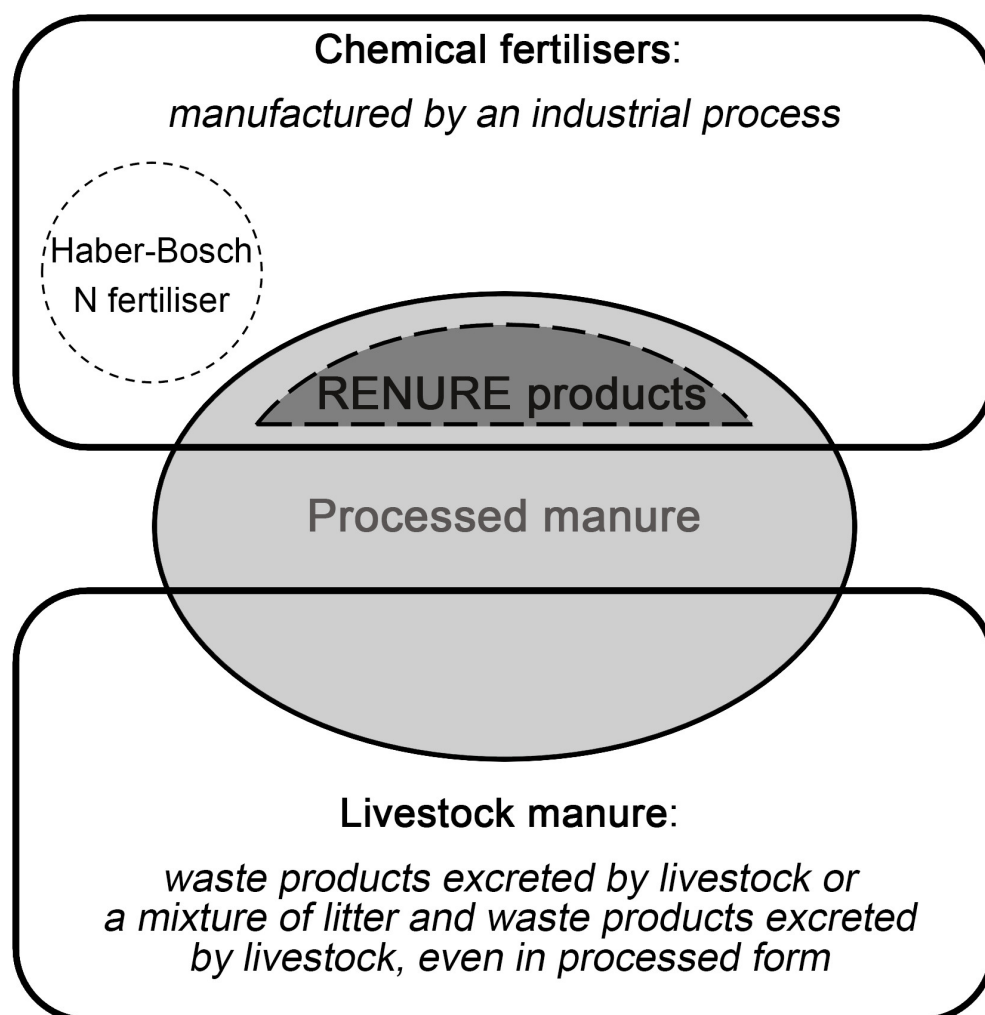 Chemical fertilisers:
manufactured by an industrial process
Haber-Bosch
N fertiliser
RENURE products
Processed manure
Livestock manure:
waste products excreted by livestock or
a mixture of litter and waste products excreted
by livestock, even in processed form